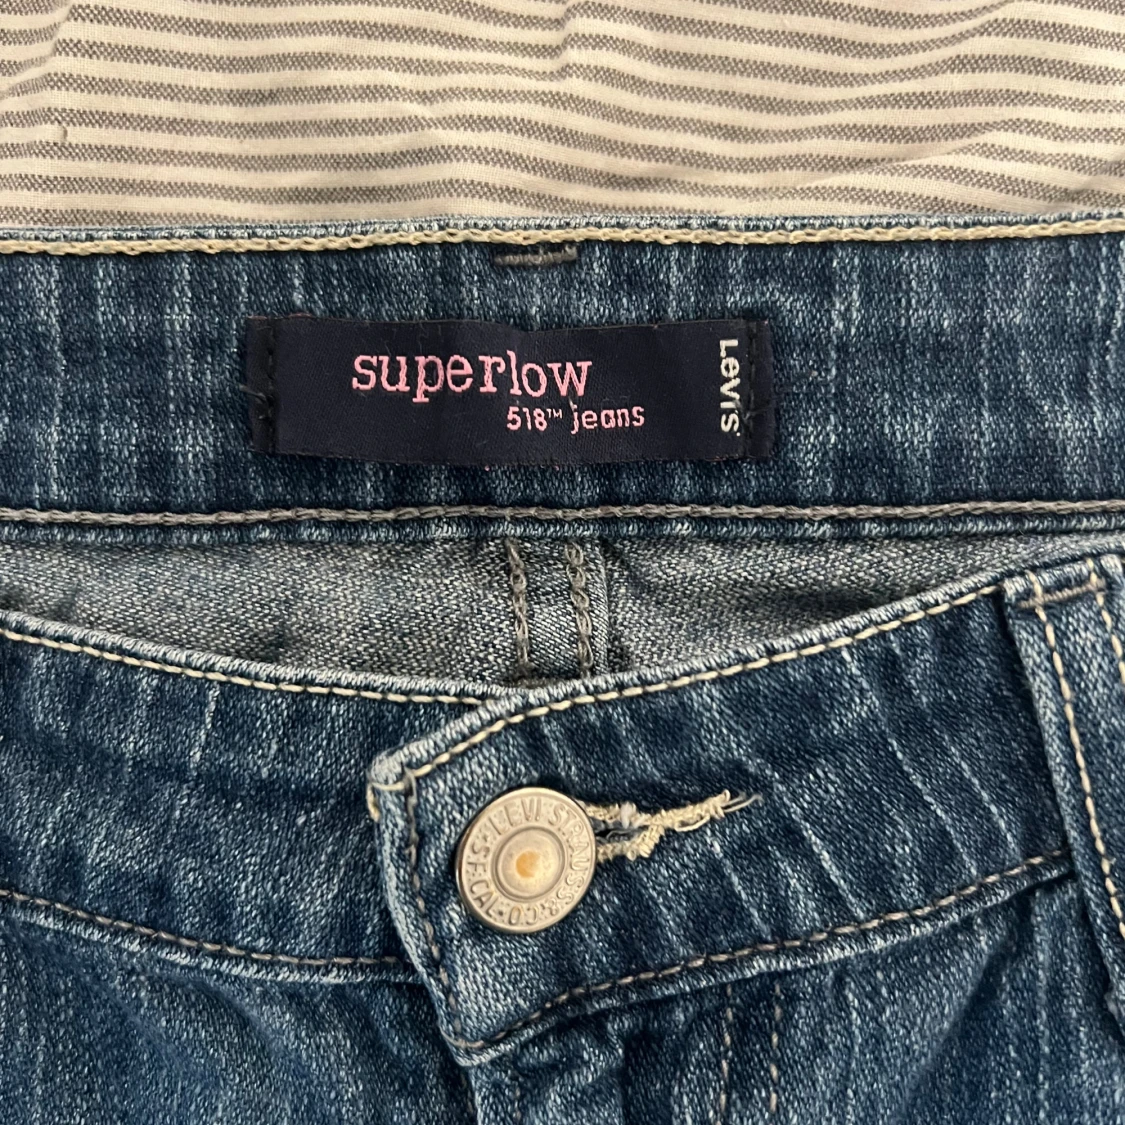 superlow
518™ jeans
Levi's
LEVI STRAUSS & CO.
S.F.CAL.